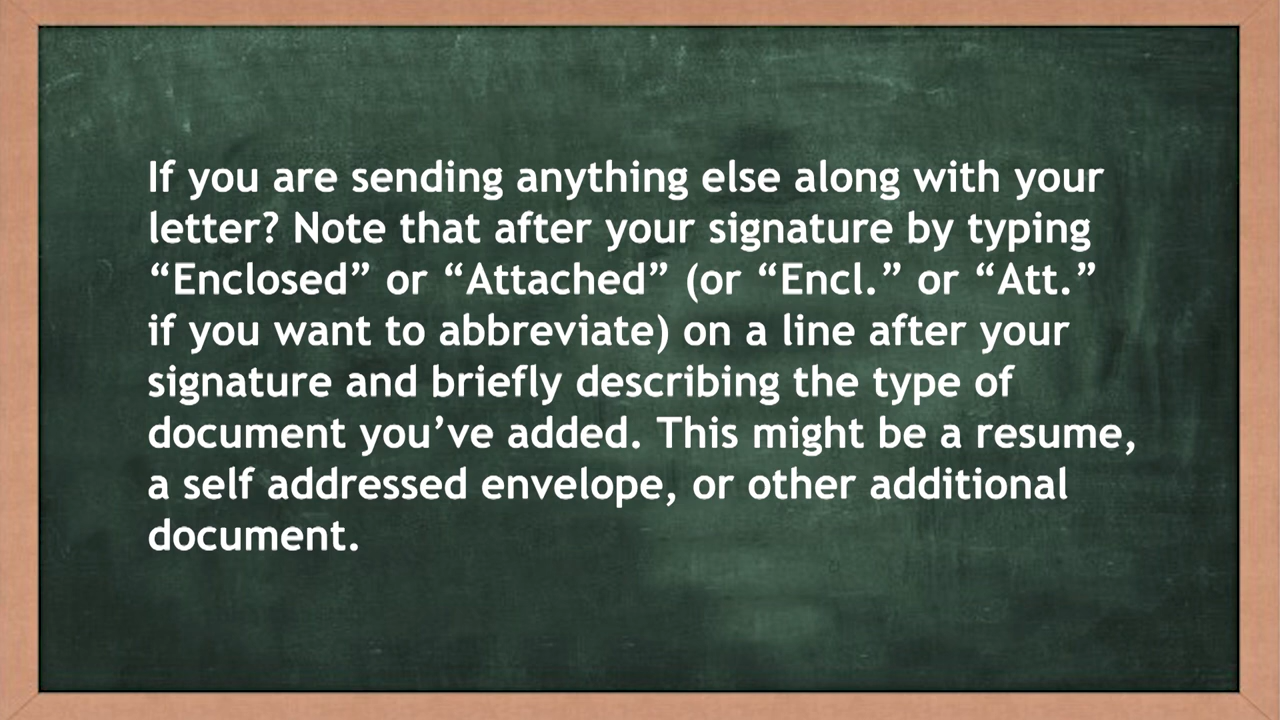 If you are sending anything else along with your
letter? Note that after your signature by typing
“Enclosed” or “Attached” (or “Encl.” or “Att.”
if you want to abbreviate) on a line after your
signature and briefly describing the type of
document you’ve added. This might be a resume,
a self addressed envelope, or other additional
document.